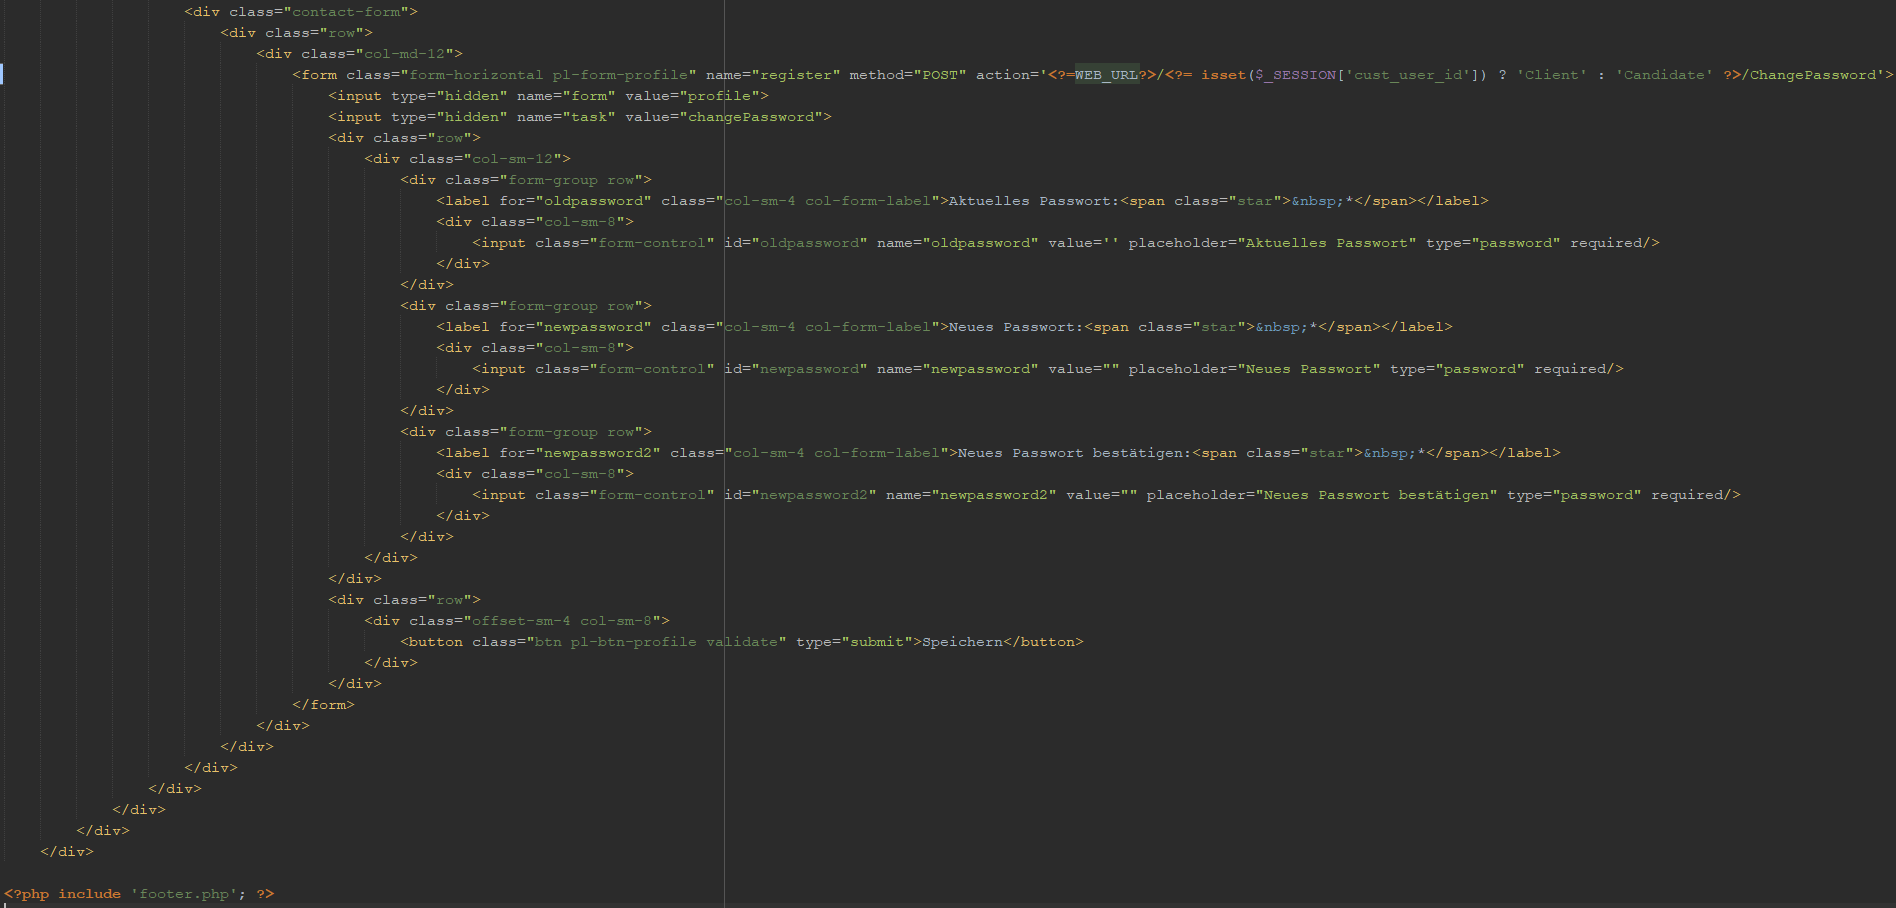 <div class="contact-form">
<div class="row">
<div class="col-md-12">
<form class="form-horizontal pl-form-profile" name="register" method="POST" action='<?=WEB_URL?>/<?= isset($_SESSION['cust_user_id']) ? 'Client' : 'Candidate' ?>/ChangePassword'>
<input type="hidden" name="form" value="profile">
<input type="hidden" name="task" value="changePassword">
<div class="row">
<div class="col-sm-12">
<div class="form-group row">
<label for="oldpassword" class="col-sm-4 col-form-label">Aktuelles Passwort:<span class="star">&nbsp;*</span></label>
<div class="col-sm-8">
<input class="form-control" id="oldpassword" name="oldpassword" value='' placeholder="Aktuelles Passwort" type="password" required/>
</div>
</div>
<div class="form-group row">
<label for="newpassword" class="col-sm-4 col-form-label">Neues Passwort:<span class="star">&nbsp;*</span></label>
<div class="col-sm-8">
<input class="form-control" id="newpassword" name="newpassword" value="" placeholder="Neues Passwort" type="password" required/>
</div>
</div>
<div class="form-group row">
<label for="newpassword2" class="col-sm-4 col-form-label">Neues Passwort bestätigen:<span class="star">&nbsp;*</span></label>
<div class="col-sm-8">
<input class="form-control" id="newpassword2" name="newpassword2" value="" placeholder="Neues Passwort bestätigen" type="password" required/>
</div>
</div>
</div>
</div>
<div class="row">
<div class="offset-sm-4 col-sm-8">
<button class="btn pl-btn-profile validate" type="submit">Speichern</button>
</div>
</div>
</form>
</div>
</div>
</div>
</div>
</div>
</div>
</div>
<?php include 'footer.php'; ?>